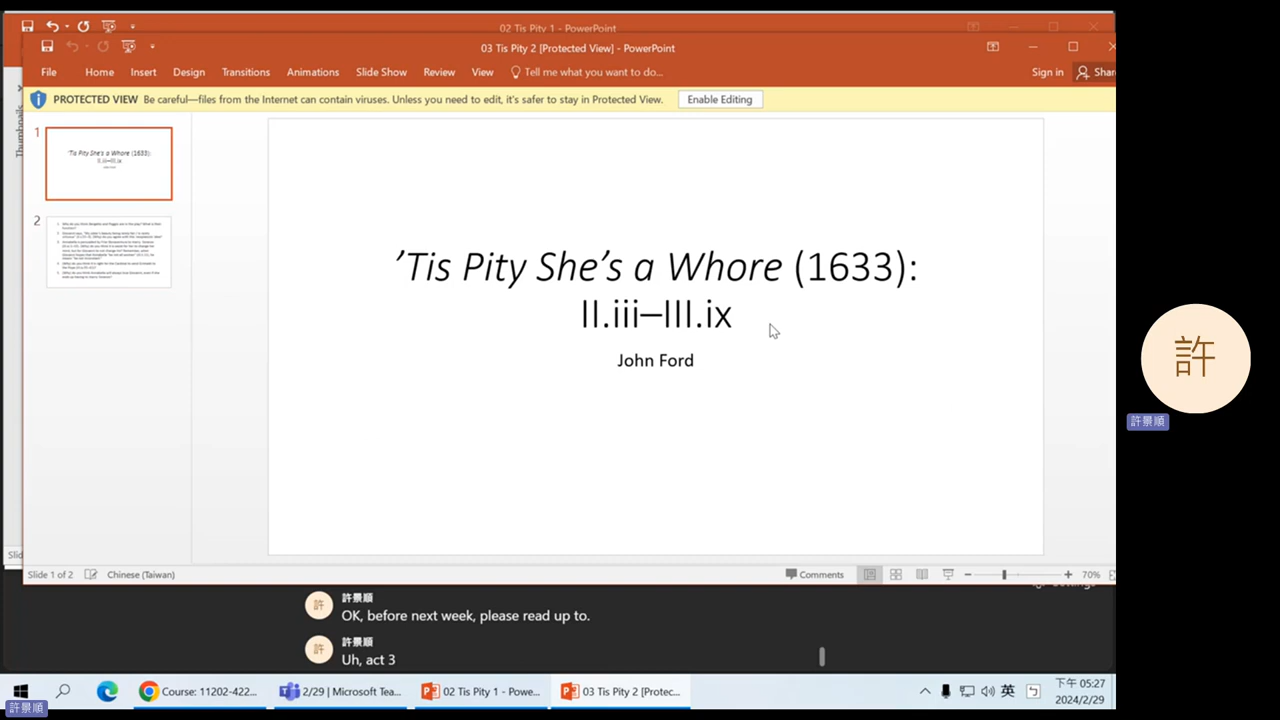 02 Tis Pity 1 - PowerPoint
03 Tis Pity 2 [Protected View] - PowerPoint
File Home Insert Design Transitions Animations Slide Show Review View Tell me what you want to do... Sign in Shar
PROTECTED VIEW Be careful—files from the Internet can contain viruses. Unless you need to edit, it's safer to stay in Protected View. Enable Editing
Thumbnails
1
'Tis Pity She's a Whore (1633):
II.iii–III.ix
2
’Tis Pity She’s a Whore (1633):
II.iii–III.ix
John Ford
許
許景順
Slid
Slide 1 of 2 Chinese (Taiwan) Comments 70%
許 許景順
OK, before next week, please read up to.
許 許景順
Uh, act 3
Course: 11202-422... 2/29 | Microsoft Tea... 02 Tis Pity 1 - Powe... 03 Tis Pity 2 [Protec... 英 下午 05:27
2024/2/29
許景順